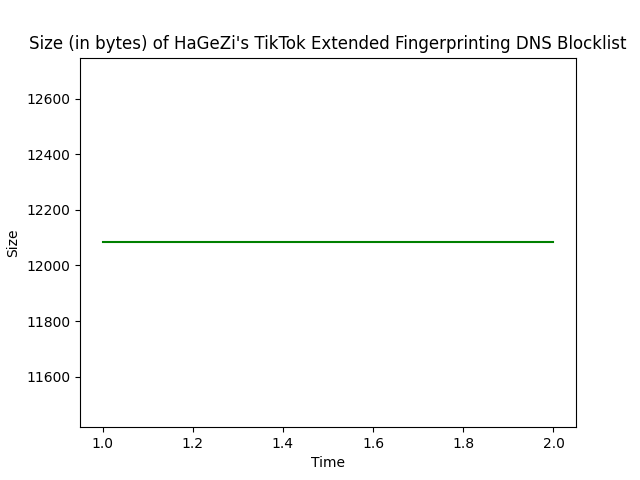 Size (in bytes) of HaGeZi's TikTok Extended Fingerprinting DNS Blocklist
12600
12400
12200
12000
11800
11600
Size
1.0 1.2 1.4 1.6 1.8 2.0
Time